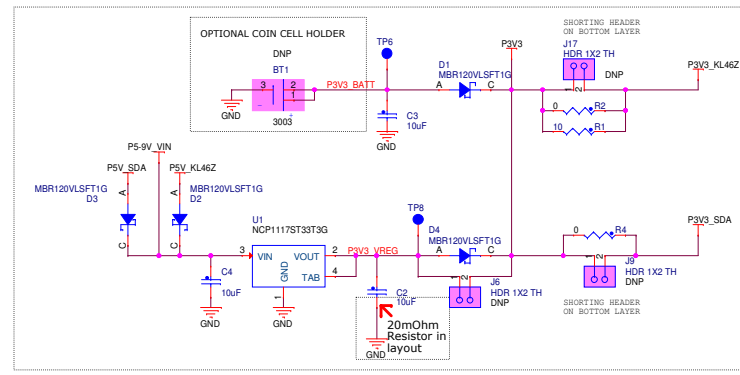 SHORTING HEADER
ON BOTTOM LAYER
OPTIONAL COIN CELL HOLDER
DNP
BT1
3
2
1
-
+
3003
GND
P3V3_BATT
TP6
C3
10uF
GND
D1
MBR120VLSFT1G
A
C
P3V3
J17
HDR 1X2 TH
DNP
1
2
0
R2
10
R1
P3V3_KL46Z
P5-9V_VIN
P5V_SDA
P5V_KL46Z
MBR120VLSFT1G
D3
A
C
MBR120VLSFT1G
D2
A
C
C4
10uF
GND
U1
NCP1117ST33T3G
3
VIN
VOUT
2
GND
TAB
4
1
GND
P3V3_VREG
TP8
D4
MBR120VLSFT1G
A
C
1
2
J6
HDR 1X2 TH
DNP
C2
10uF
20mOhm
Resistor in
layout
GND
0
R4
P3V3_SDA
1
2
J9
HDR 1X2 TH
DNP
SHORTING HEADER
ON BOTTOM LAYER